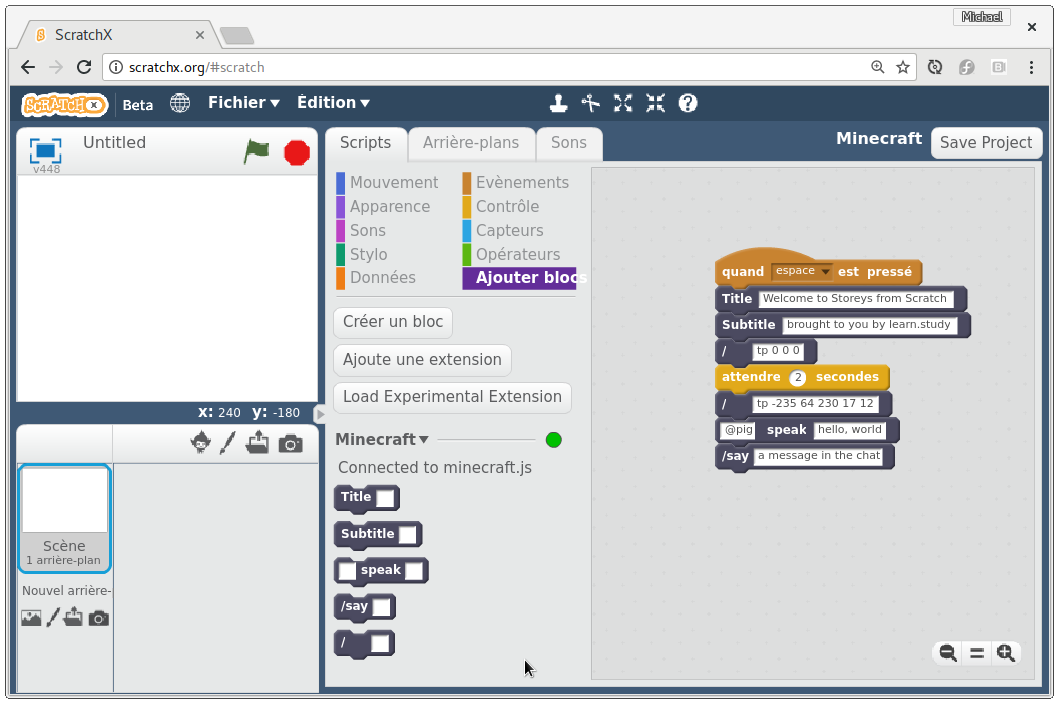 Michael
ScratchX
scratchx.org/#scratch
SCRATCHX
Beta
Fichier
Édition
Untitled
v448
Scripts
Arrière-plans
Sons
Minecraft
Save Project
Mouvement
Evènements
Apparence
Contrôle
Sons
Capteurs
Stylo
Opérateurs
Données
Ajouter blocs
Créer un bloc
Ajoute une extension
Load Experimental Extension
Minecraft
Connected to minecraft.js
Title
Subtitle
speak
/say
/
quand espace est pressé
Title Welcome to Storeys from Scratch
Subtitle brought to you by learn.study
/ tp 0 0 0
attendre 2 secondes
/ tp -235 64 230 17 12
@pig speak hello, world
/say a message in the chat
x: 240 y: -180
Scène
1 arrière-plan
Nouvel arrière-